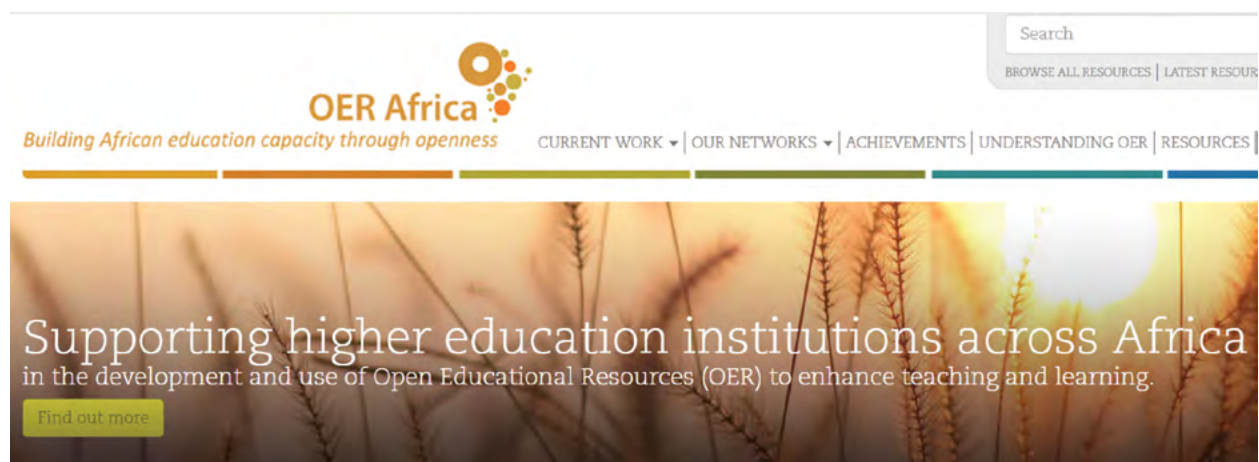 Search
BROWSE ALL RESOURCES | LATEST
OER Africa
Building African education capacity through openness
CURRENT WORK | OUR NETWORKS | ACHIEVEMENTS | UNDERSTANDING OER | RESOURCES |
Supporting higher education institutions across Africa
in the development and use of Open Educational Resources (OER) to enhance teaching and learning.
Find out more